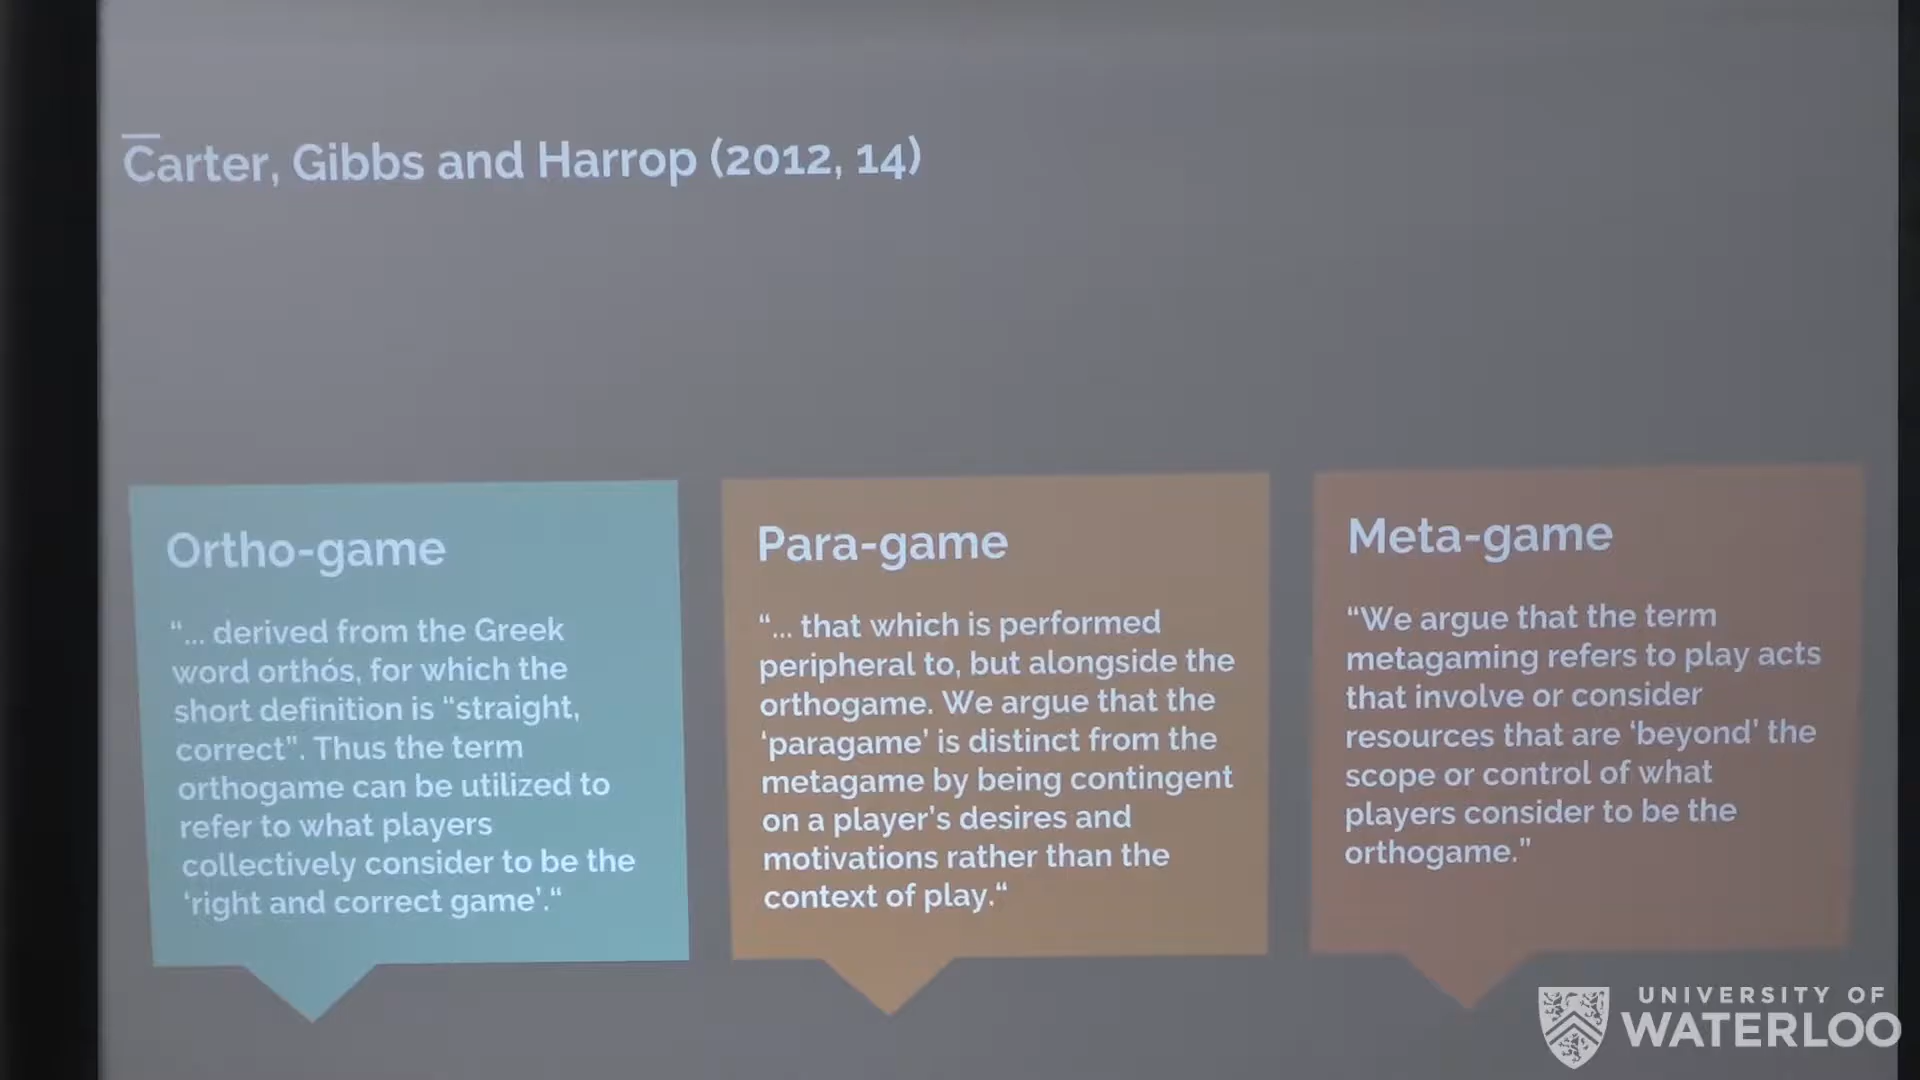 Carter, Gibbs and Harrop (2012, 14)
Ortho-game
“... derived from the Greek
word orthós, for which the
short definition is “straight,
correct”. Thus the term
orthogame can be utilized to
refer to what players
collectively consider to be the
‘right and correct game’.“
Para-game
“... that which is performed
peripheral to, but alongside the
orthogame. We argue that the
‘paragame’ is distinct from the
metagame by being contingent
on a player’s desires and
motivations rather than the
context of play.“
Meta-game
“We argue that the term
metagaming refers to play acts
that involve or consider
resources that are ‘beyond’ the
scope or control of what
players consider to be the
orthogame.”
UNIVERSITY OF
WATERLOO